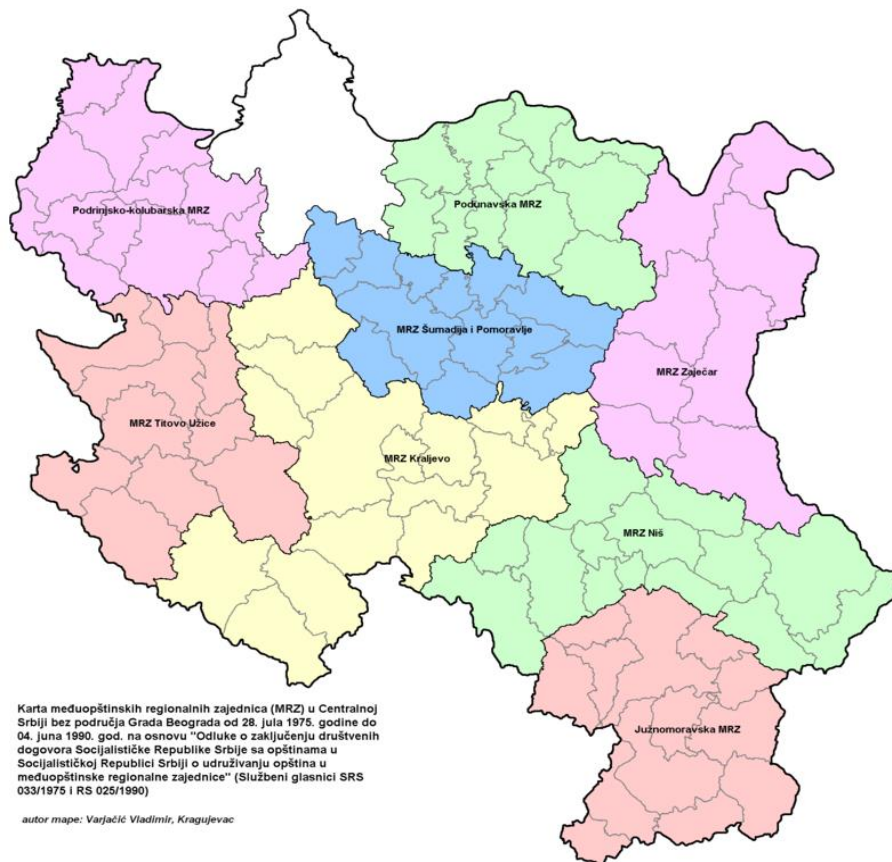 Podrinjsko-kolubarska MRZ
Podunavska MRZ
MRZ Šumadija i Pomoravlje
MRZ Zaječar
MRZ Titovo Užice
MRZ Kraljevo
MRZ Niš
Južnomoravska MRZ
Karta međuopštinskih regionalnih zajednica (MRZ) u Centralnoj
Srbiji bez područja Grada Beograda od 28. jula 1975. godine do
04. juna 1990. god. na osnovu "Odluke o zaključenju društvenih
dogovora Socijalističke Republike Srbije sa opštinama u
Socijalističkoj Republici Srbiji o udruživanju opština u
međuopštinske regionalne zajednice" (Službeni glasnici SRS
033/1975 i RS 025/1990)
autor mape: Varjačić Vladimir, Kragujevac